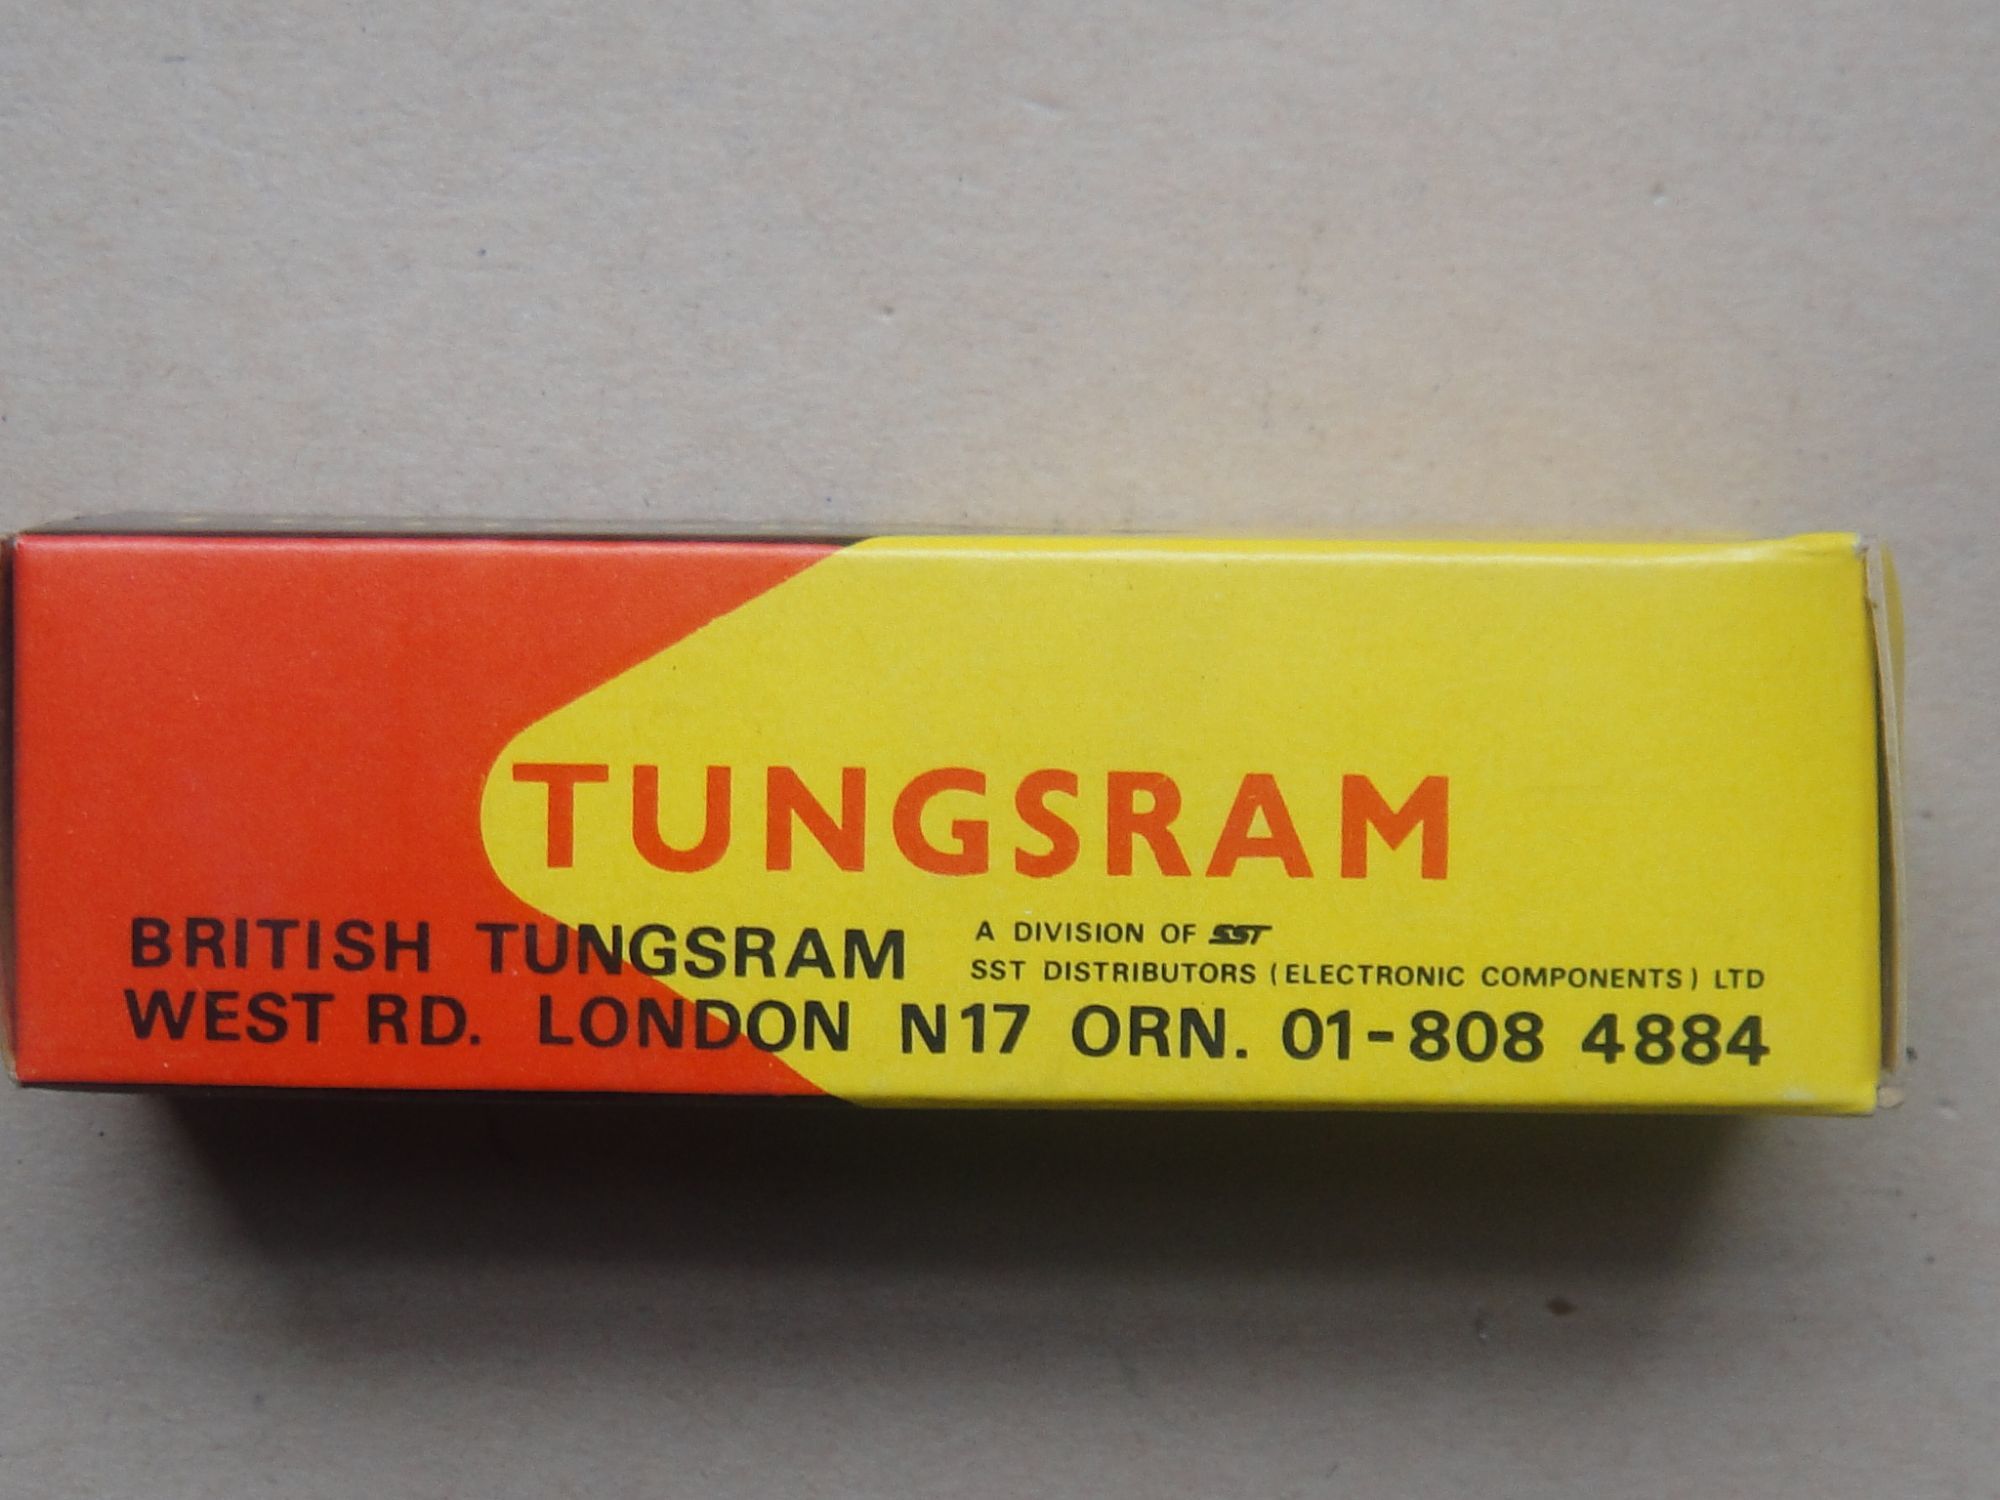 TUNGSRAM
BRITISH TUNGSRAM
A DIVISION OF SST
SST DISTRIBUTORS (ELECTRONIC COMPONENTS) LTD
WEST RD. LONDON N17 ORN. 01-808 4884